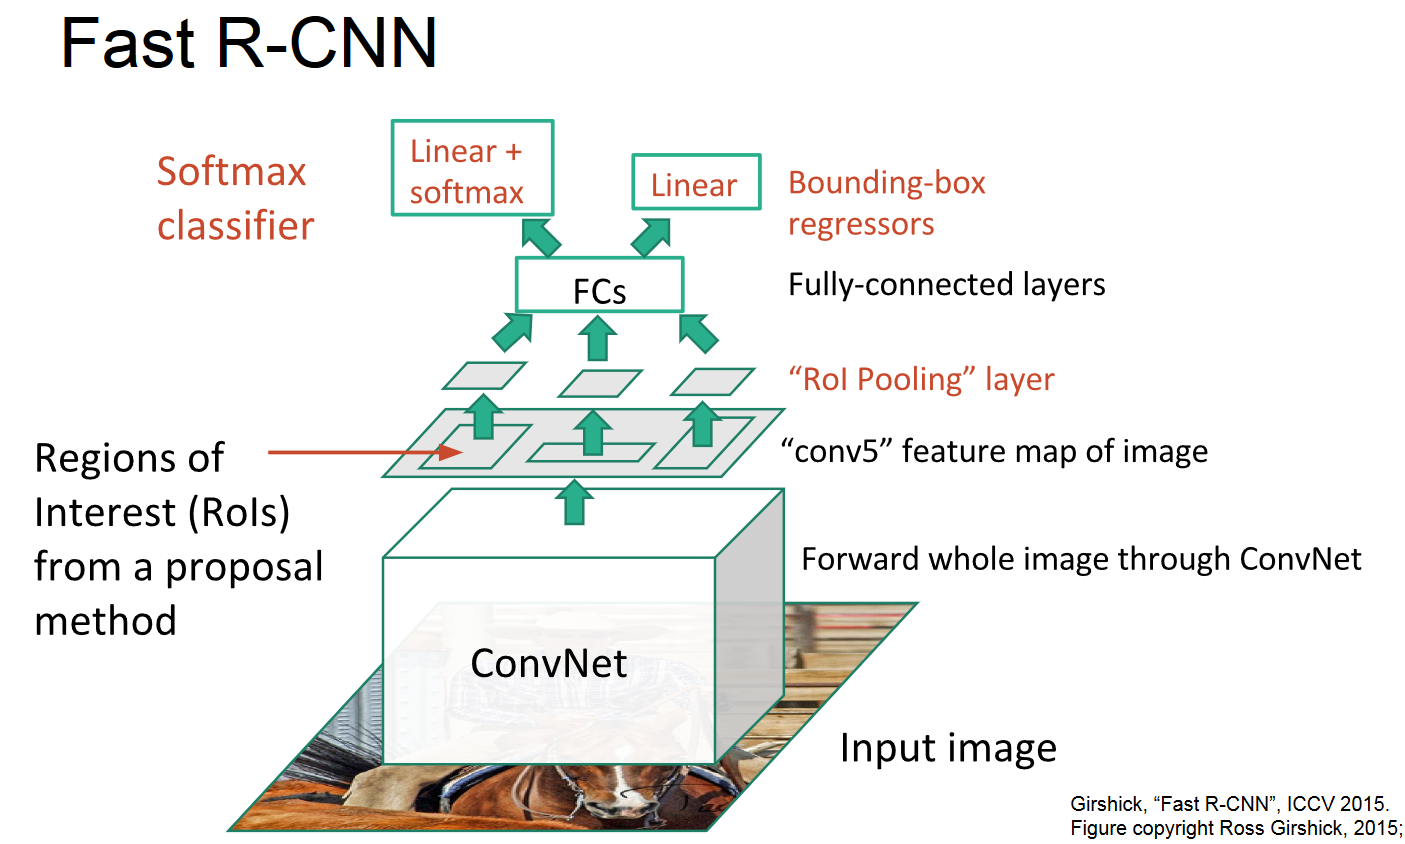 Fast R-CNN
Softmax
classifier
Linear +
softmax
Linear
Bounding-box
regressors
FCs
Fully-connected layers
“RoI Pooling” layer
Regions of
Interest (RoIs)
from a proposal
method
“conv5” feature map of image
Forward whole image through ConvNet
ConvNet
Input image
Girshick, “Fast R-CNN”, ICCV 2015.
Figure copyright Ross Girshick, 2015;